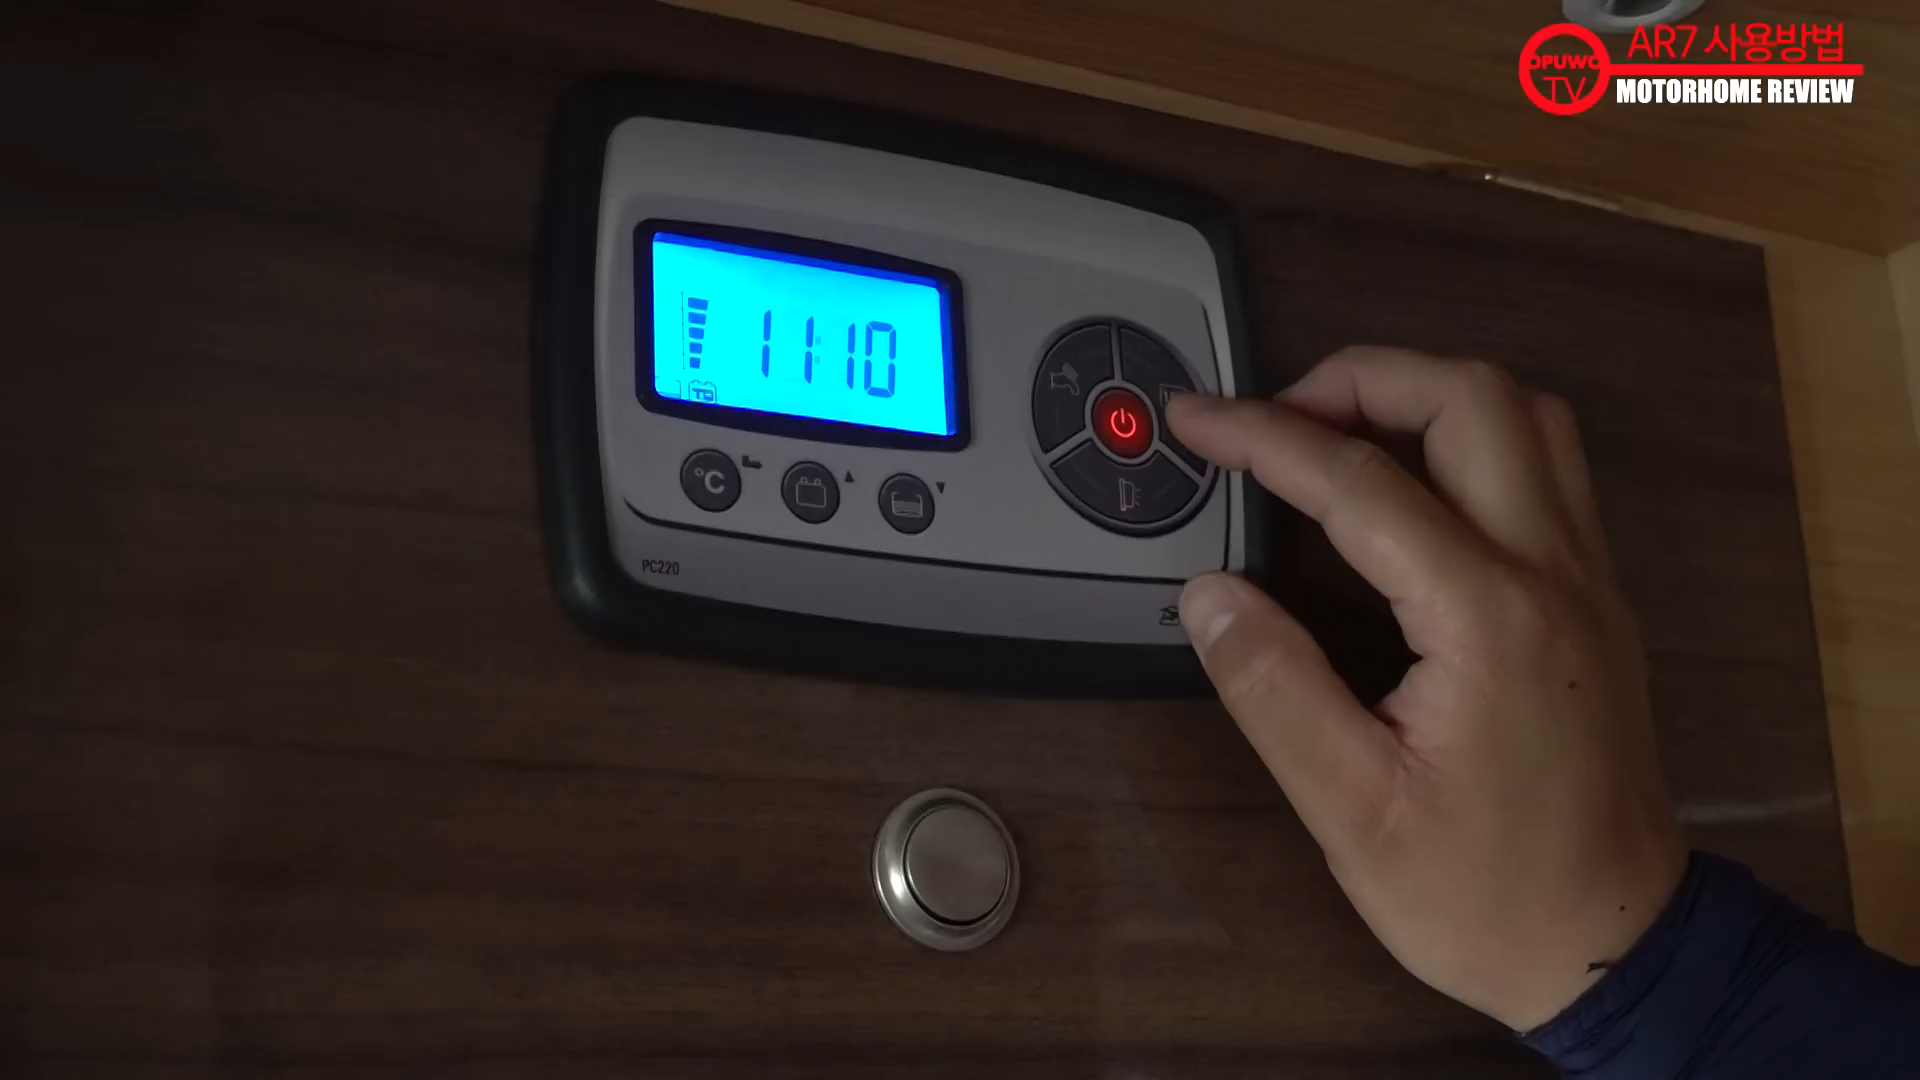 AR7 사용방법
OPUWO
TV
MOTORHOME REVIEW
11:10
°C
PC220